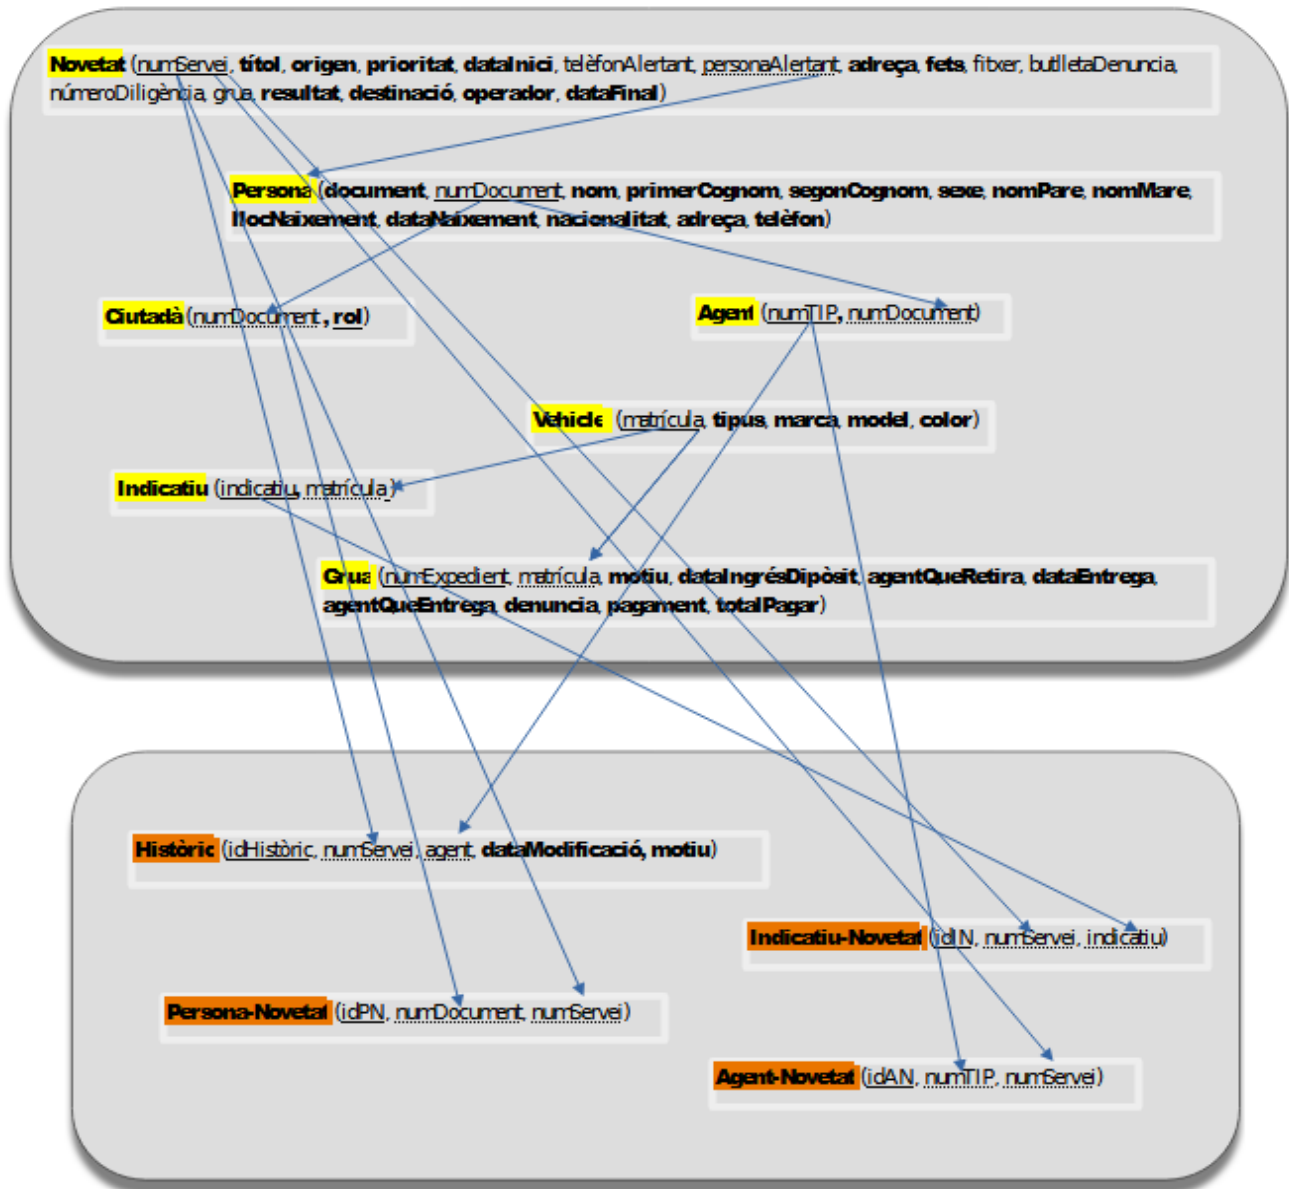 Novetat (numServei, títol, origen, prioritat, dataInici, telèfonAlertant, personaAlertant, adreça, fets, fitxer, butlletaDenuncia,
númeroDiligència, grua, resultat, destinació, operador, dataFinal)
Persona (document, numDocument, nom, primerCognom, segonCognom, sexe, nomPare, nomMare,
llocNaixement, dataNaixement, nacionalitat, adreça, telèfon)
Ciutadà (numDocument, rol)
Agent (numTIP, numDocument)
Vehicle (matrícula, tipus, marca, model, color)
Indicatiu (indicatiu, matrícula)
Grua (numExpedient, matrícula, motiu, dataIngrésDipòsit, agentQueRetira, dataEntrega,
agentQueEntrega, denuncia, pagament, totalPagar)
Històric (idHistòric, numServei, agent, dataModificació, motiu)
Indicatiu-Novetat (idIN, numServei, indicatiu)
Persona-Novetat (idPN, numDocument, numServei)
Agent-Novetat (idAN, numTIP, numServei)